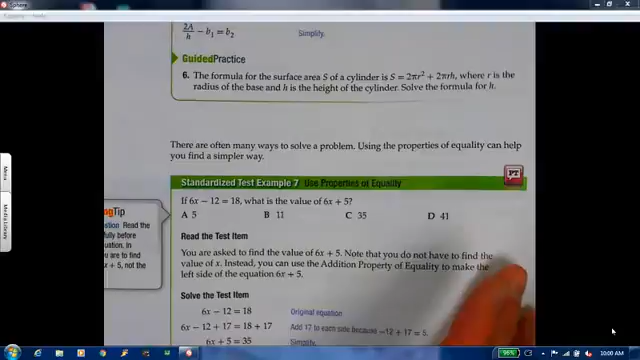 Sphere
2A/h − b₁ = b₂ Simplify.
GuidedPractice
6. The formula for the surface area S of a cylinder is S = 2πr² + 2πrh, where r is the
radius of the base and h is the height of the cylinder. Solve the formula for h.
There are often many ways to solve a problem. Using the properties of equality can help
you find a simpler way.
PT
Standardized Test Example 7 Use Properties of Equality
If 6x − 12 = 18, what is the value of 6x + 5?
A 5 B 11 C 35 D 41
Tip
Read the
before
In
are to find
x + 5, not the
Read the Test Item
You are asked to find the value of 6x + 5. Note that you do not have to find the
value of x. Instead, you can use the Addition Property of Equality to make the
left side of the equation 6x + 5.
Solve the Test Item
6x − 12 = 18 Original equation
6x − 12 + 17 = 18 + 17 Add 17 to each side because −12 + 17 = 5.
6x + 5 = 35 Simplify.
Menu
Media Library
96%
10:00 AM